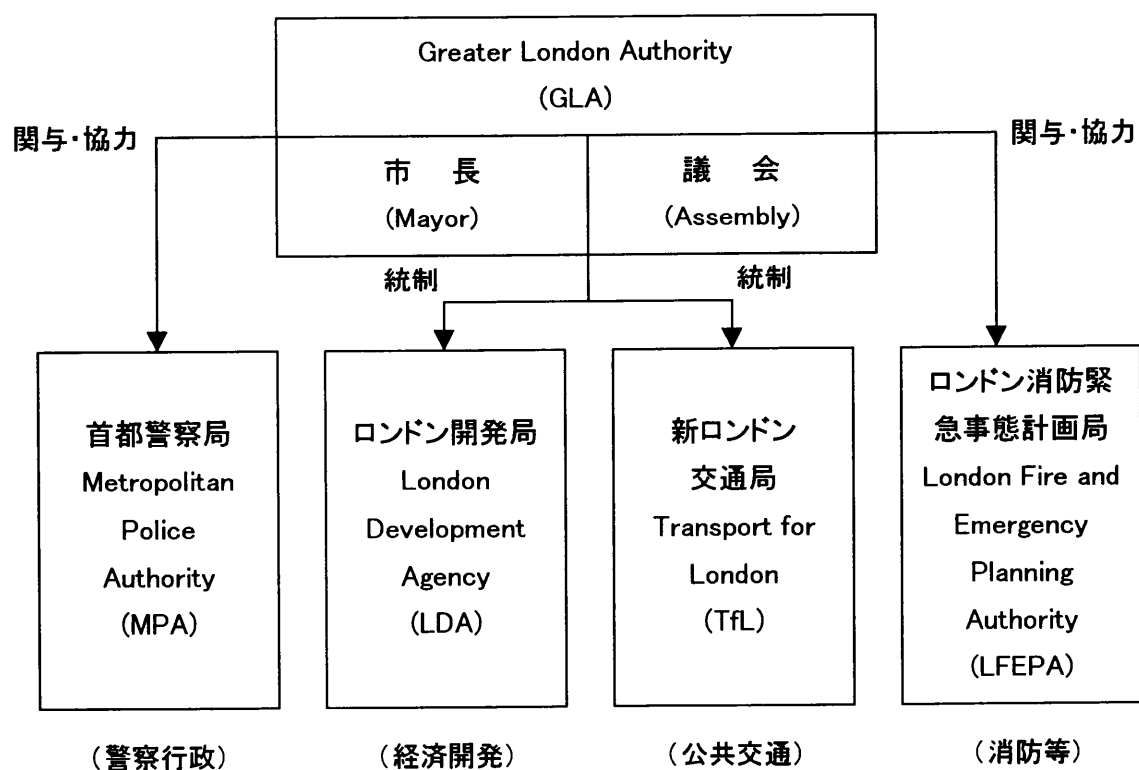 Greater London Authority
(GLA)
関与・協力
関与・協力
市 長
(Mayor)
議 会
(Assembly)
統制
統制
首都警察局
Metropolitan
Police
Authority
(MPA)
ロンドン開発局
London
Development
Agency
(LDA)
新ロンドン
交通局
Transport for
London
(TfL)
ロンドン消防緊
急事態計画局
London Fire and
Emergency
Planning
Authority
(LFEPA)
(警察行政)
(経済開発)
(公共交通)
(消防等)